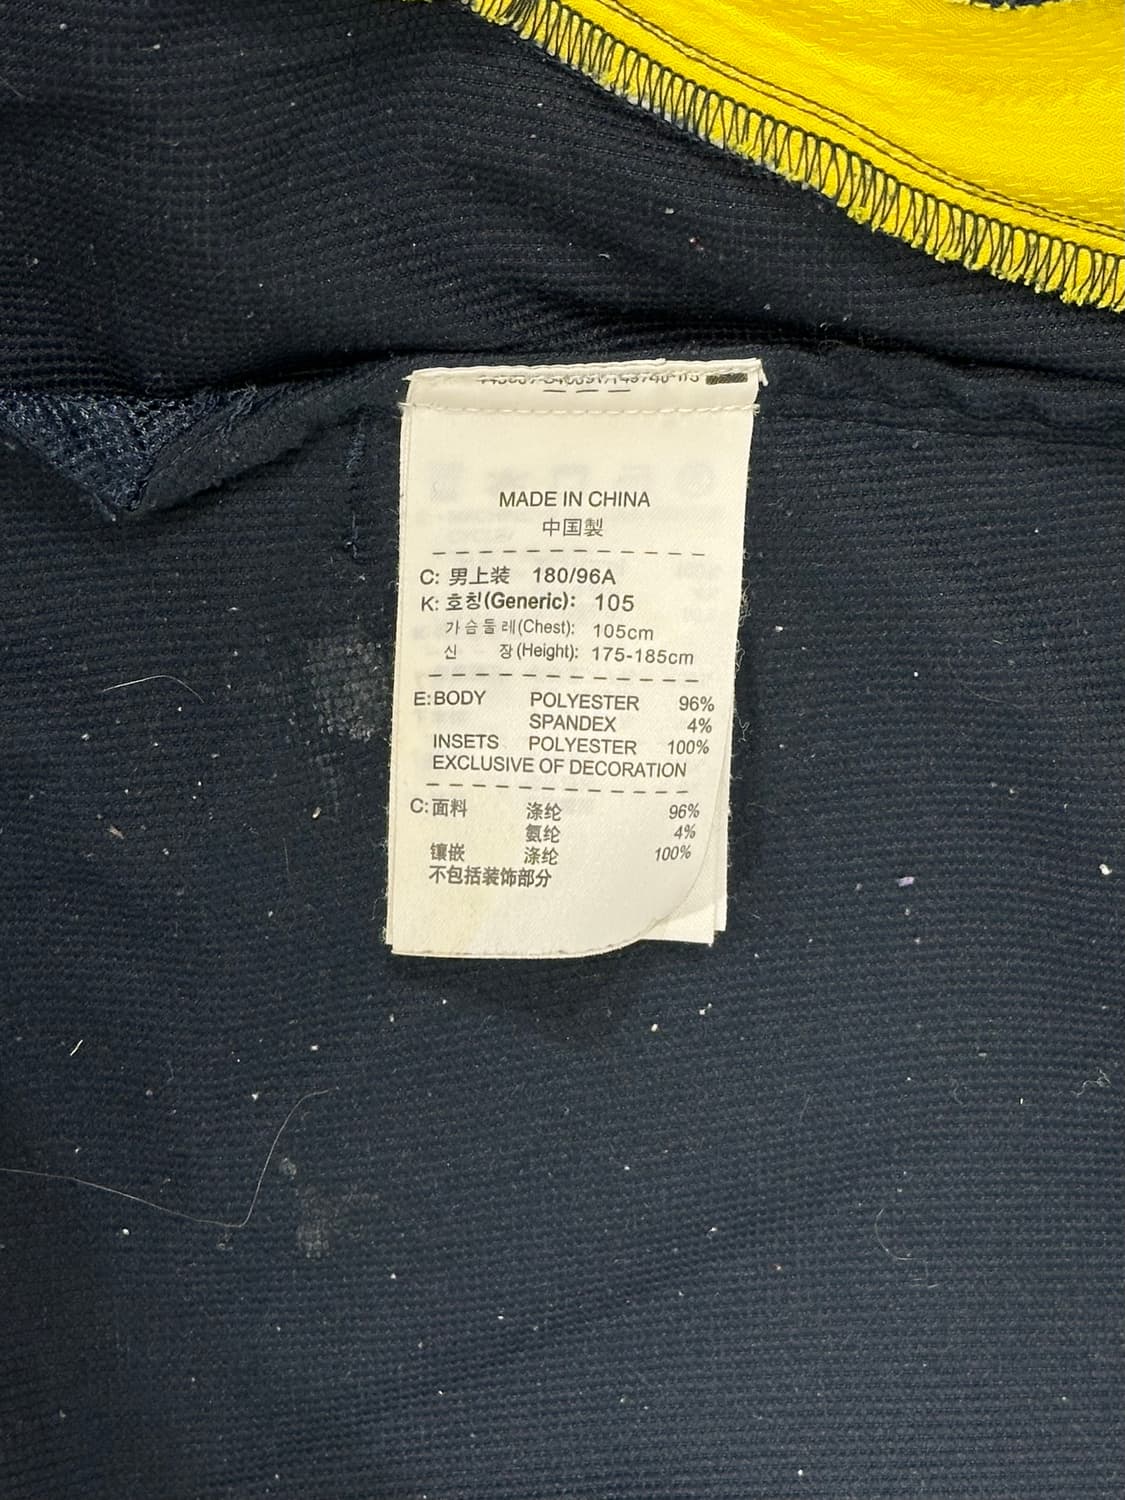 MADE IN CHINA
中国製
C: 男上装 180/96A
K: 호칭(Generic): 105
가슴둘레(Chest): 105cm
신 장(Height): 175-185cm
E: BODY POLYESTER 96%
SPANDEX 4%
INSETS POLYESTER 100%
EXCLUSIVE OF DECORATION
C: 面料 涤纶 96%
氨纶 4%
镶嵌 涤纶 100%
不包括装饰部分